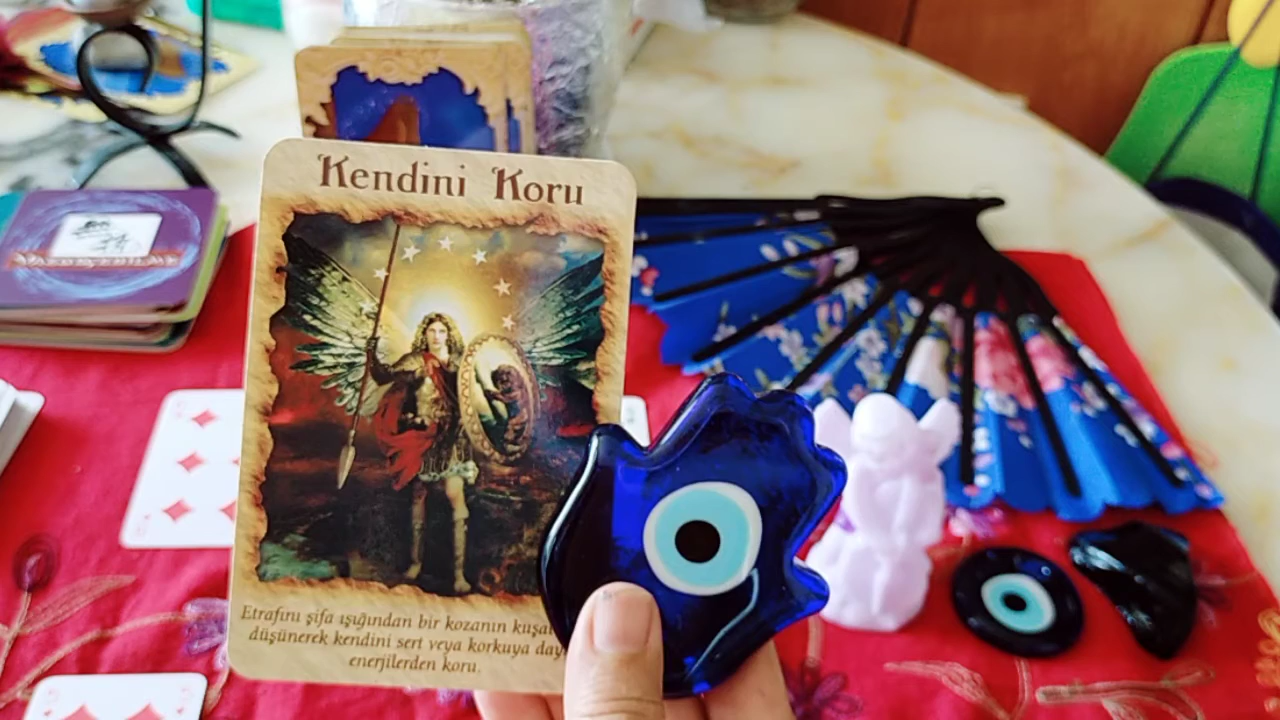 Kendini Koru
Etrafını şifa ışığından bir kozanın
düşünerek kendini sert veya korkuya
enerjilerden koru.